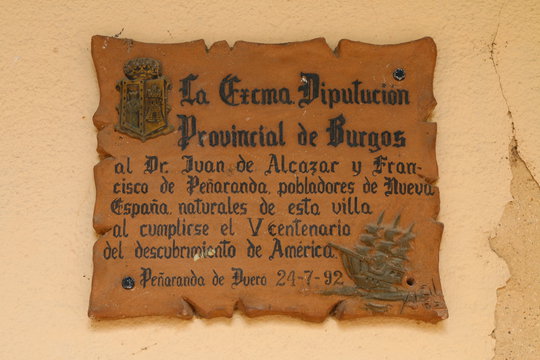 La Excma. Diputación
Provincial de Burgos
al Dr. Juan de Alcazar y Fran-
cisco de Peñaranda, pobladores de Nueva
España, naturales de esta villa
al cumplirse el V centenario
del descubrimiento de América.
Peñaranda de Duero 24-7-92